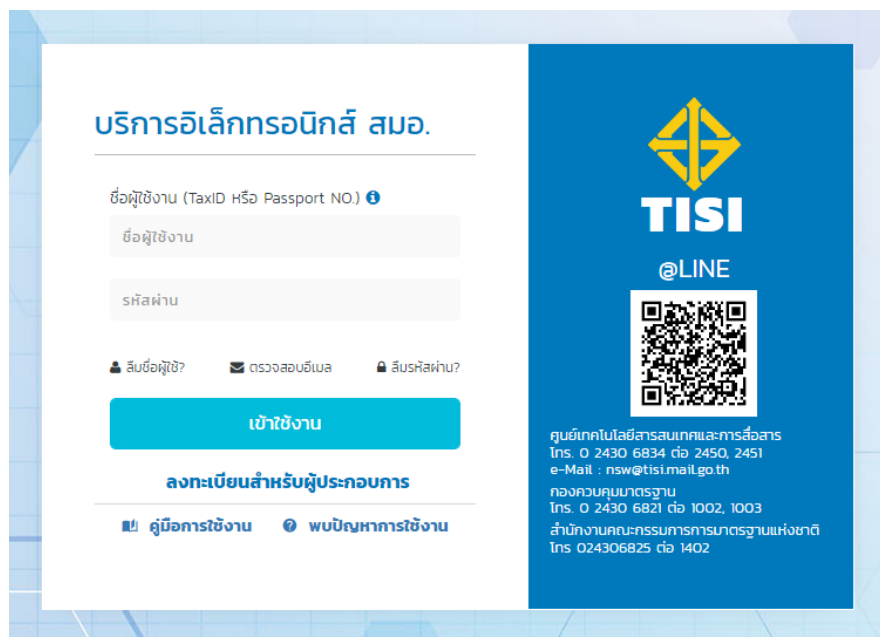 บริการอิเล็กทรอนิกส์ สมอ.
ชื่อผู้ใช้งาน (TaxID หรือ Passport NO.)
ชื่อผู้ใช้งาน
รหัสผ่าน
ลืมชื่อผู้ใช้? ตรวจสอบอีเมล ลืมรหัสผ่าน?
เข้าใช้งาน
ลงทะเบียนสำหรับผู้ประกอบการ
คู่มือการใช้งาน พบปัญหาการใช้งาน
TISI
@LINE
ศูนย์เทคโนโลยีสารสนเทศและการสื่อสาร
โทร. 0 2430 6834 ต่อ 2450, 2451
e-Mail : nsw@tisi.mail.go.th
กองควบคุมมาตรฐาน
โทร. 0 2430 6821 ต่อ 1002, 1003
สำนักงานคณะกรรมการการมาตรฐานแห่งชาติ
โทร 024306825 ต่อ 1402